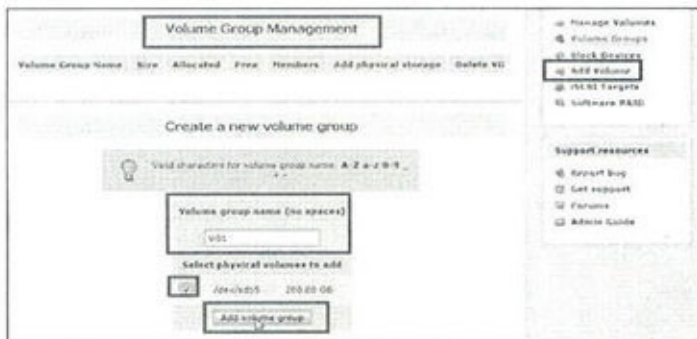 Volume Group Management
Volume Group Name Size Allocated Free Members Add physical storage Delete VG
Create a new volume group
Valid characters for volume group name: A-Z a-z 0-9 _
+ -
Volume group name (no spaces)
Select physical volumes to add
200.00 GB
Add volume group
Manage Volumes
Volume Groups
Block Devices
Add Volume
iSCSI Targets
Software RAID
Support resources
Report bug
Get support
Forums
Admin Guide